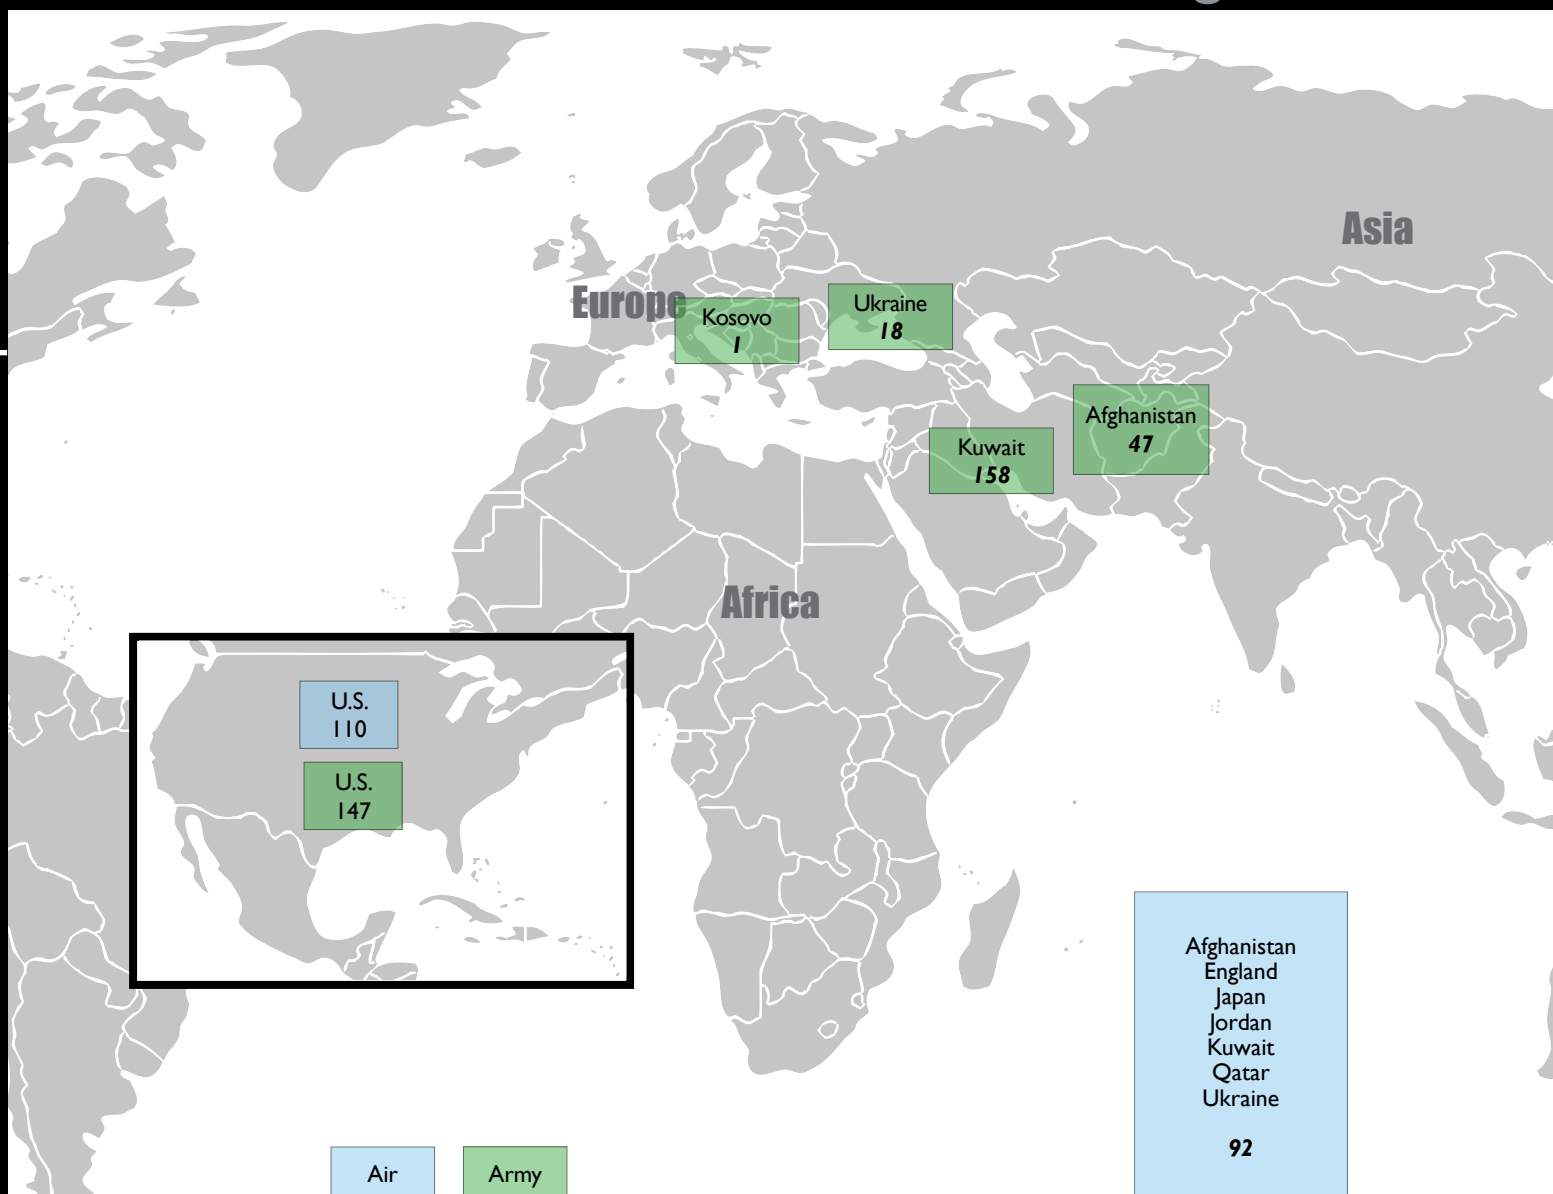 Asia
Europe
Kosovo
1
Ukraine
18
Afghanistan
47
Kuwait
158
Africa
U.S.
110
U.S.
147
Afghanistan
England
Japan
Jordan
Kuwait
Qatar
Ukraine
92
Air
Army